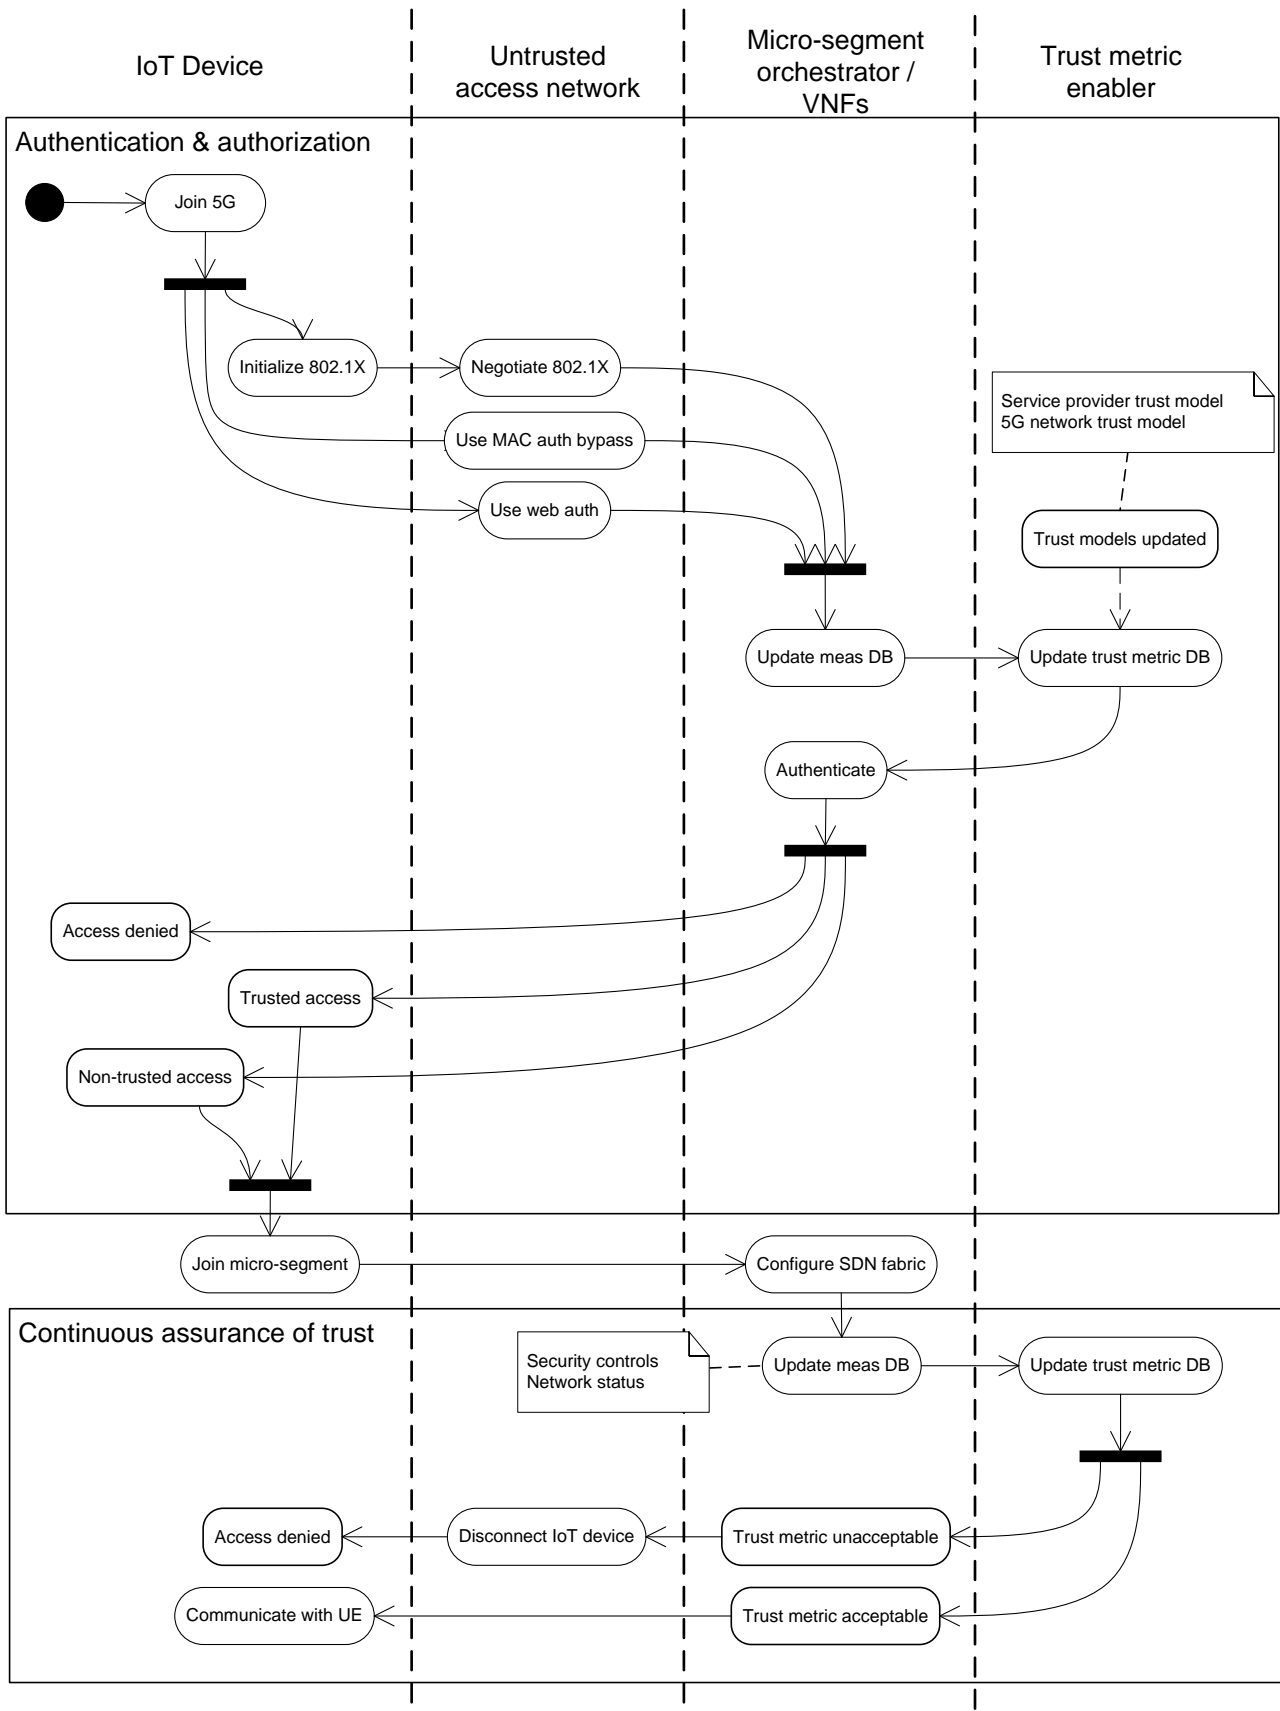 IoT Device
Untrusted
access network
Micro-segment
orchestrator /
VNFs
Trust metric
enabler
Authentication & authorization
Join 5G
Initialize 802.1X
Negotiate 802.1X
Service provider trust model
5G network trust model
Use MAC auth bypass
Use web auth
Trust models updated
Update meas DB
Update trust metric DB
Authenticate
Access denied
Trusted access
Non-trusted access
Join micro-segment
Configure SDN fabric
Continuous assurance of trust
Security controls
Network status
Update meas DB
Update trust metric DB
Access denied
Disconnect IoT device
Trust metric unacceptable
Communicate with UE
Trust metric acceptable